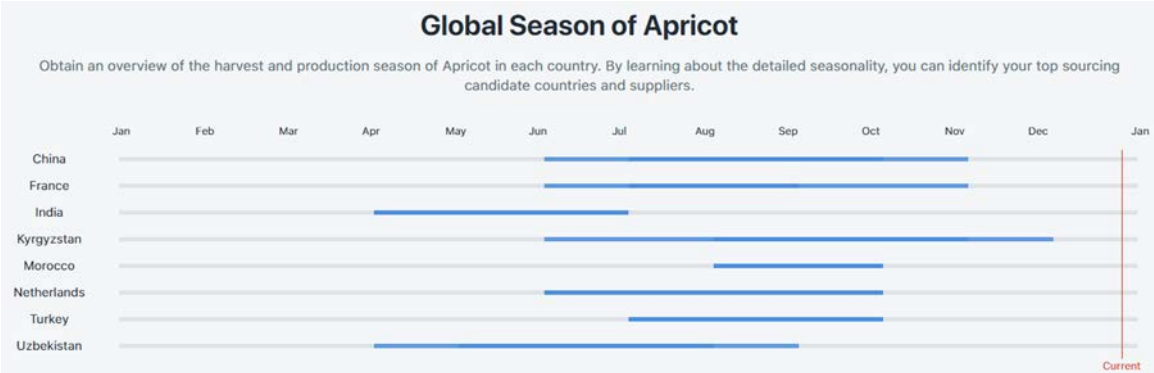 Global Season of Apricot
Obtain an overview of the harvest and production season of Apricot in each country. By learning about the detailed seasonality, you can identify your top sourcing
candidate countries and suppliers.
Jan Feb Mar Apr May Jun Jul Aug Sep Oct Nov Dec Jan
China
France
India
Kyrgyzstan
Morocco
Netherlands
Turkey
Uzbekistan
Current